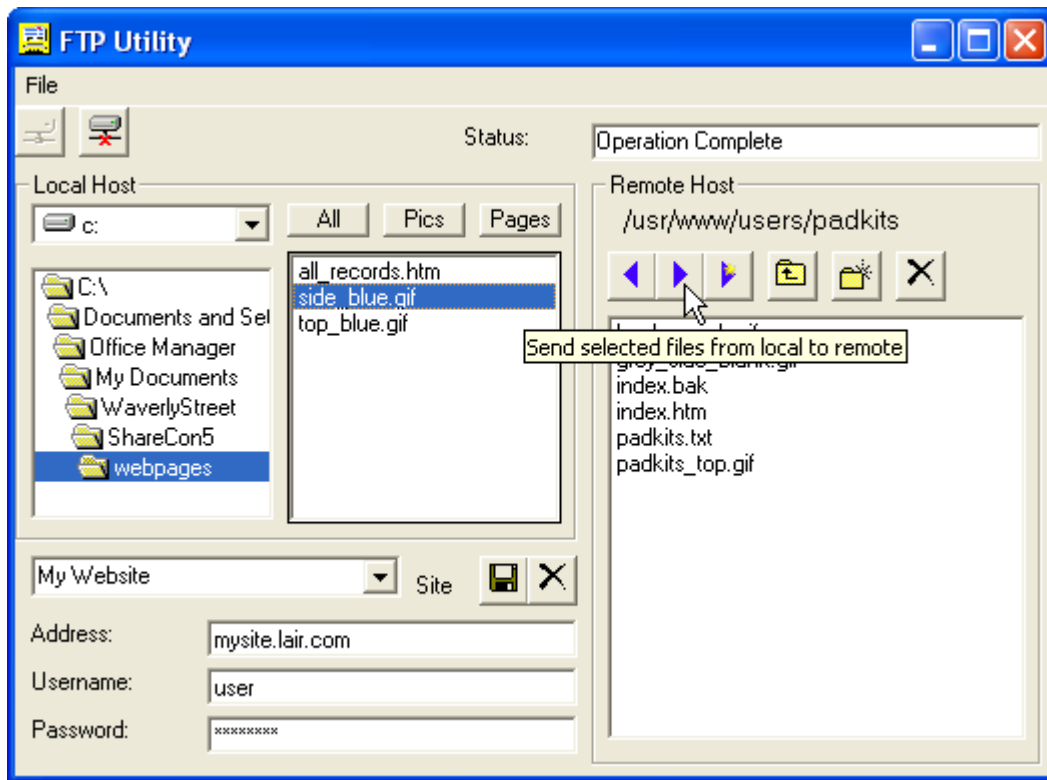 FTP Utility
File
Status:
Operation Complete
Local Host
c:
All
Pics
Pages
C:\
Documents and Set
Office Manager
My Documents
WaverlyStreet
ShareCon5
webpages
all_records.htm
side_blue.gif
top_blue.gif
Remote Host
/usr/www/users/padkits
Send selected files from local to remote
grey_side_blank.gif
index.bak
index.htm
padkits.txt
padkits_top.gif
My Website
Site
Address:
mysite.lair.com
Username:
user
Password:
××××××××